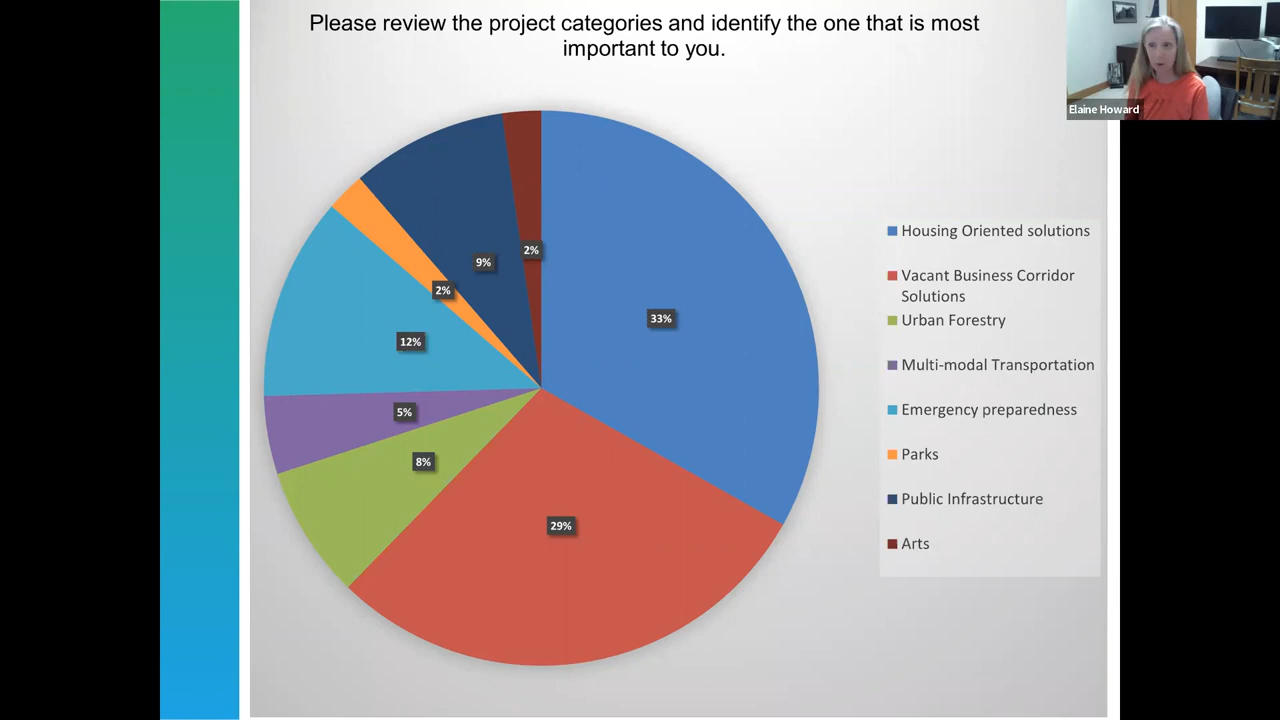 Please review the project categories and identify the one that is most
important to you.
Elaine Howard
2%
9%
2%
33%
12%
5%
8%
29%
Housing Oriented solutions
Vacant Business Corridor
Solutions
Urban Forestry
Multi-modal Transportation
Emergency preparedness
Parks
Public Infrastructure
Arts